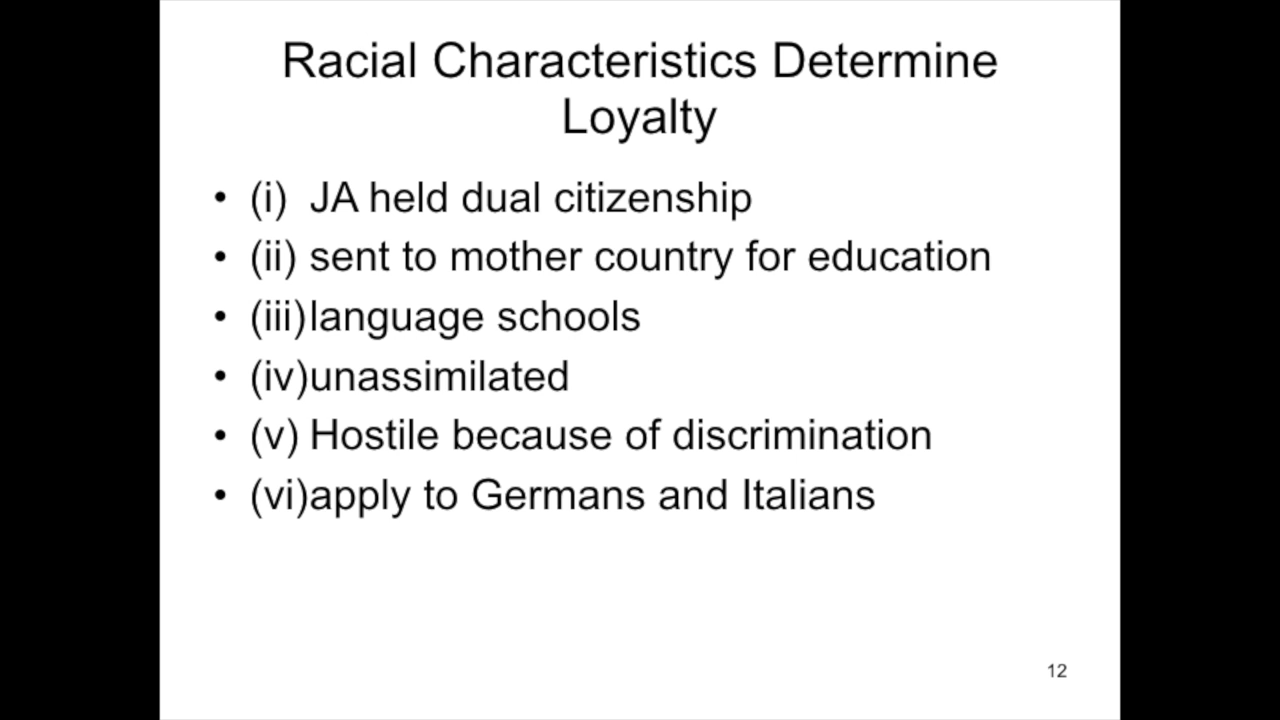 Racial Characteristics Determine
Loyalty
• (i) JA held dual citizenship
• (ii) sent to mother country for education
• (iii)language schools
• (iv)unassimilated
• (v) Hostile because of discrimination
• (vi)apply to Germans and Italians
12